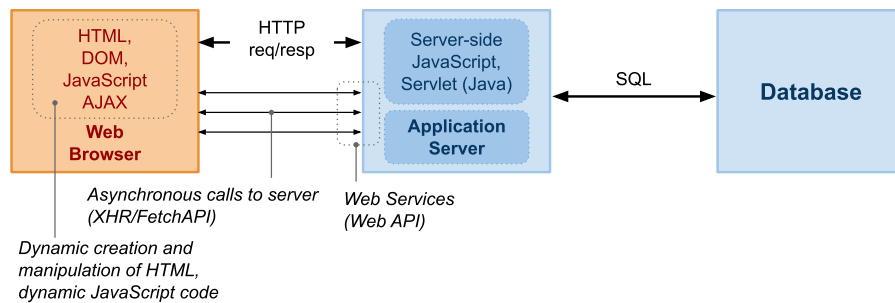 HTML,
DOM,
JavaScript
AJAX
Web
Browser
HTTP
req/resp
Server-side
JavaScript,
Servlet (Java)
Application
Server
SQL
Database
Asynchronous calls to server
(XHR/FetchAPI)
Web Services
(Web API)
Dynamic creation and
manipulation of HTML,
dynamic JavaScript code